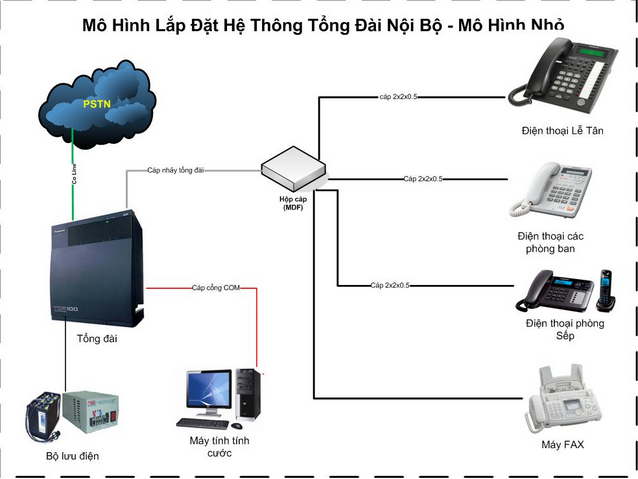 Mô Hình Lắp Đặt Hệ Thông Tổng Đài Nội Bộ - Mô Hình Nhỏ
PSTN
Co Line
Cáp nhảy tổng đài
Hộp cáp
(MDF)
cáp 2x2x0.5
Điện thoại Lễ Tân
Cáp 2x2x0.5
Điện thoại các
phòng ban
Cáp 2x2x0.5
Điện thoại phòng
Sếp
Cáp cổng COM
100
Tổng đài
Bộ lưu điện
Máy tính tính
cước
Máy FAX